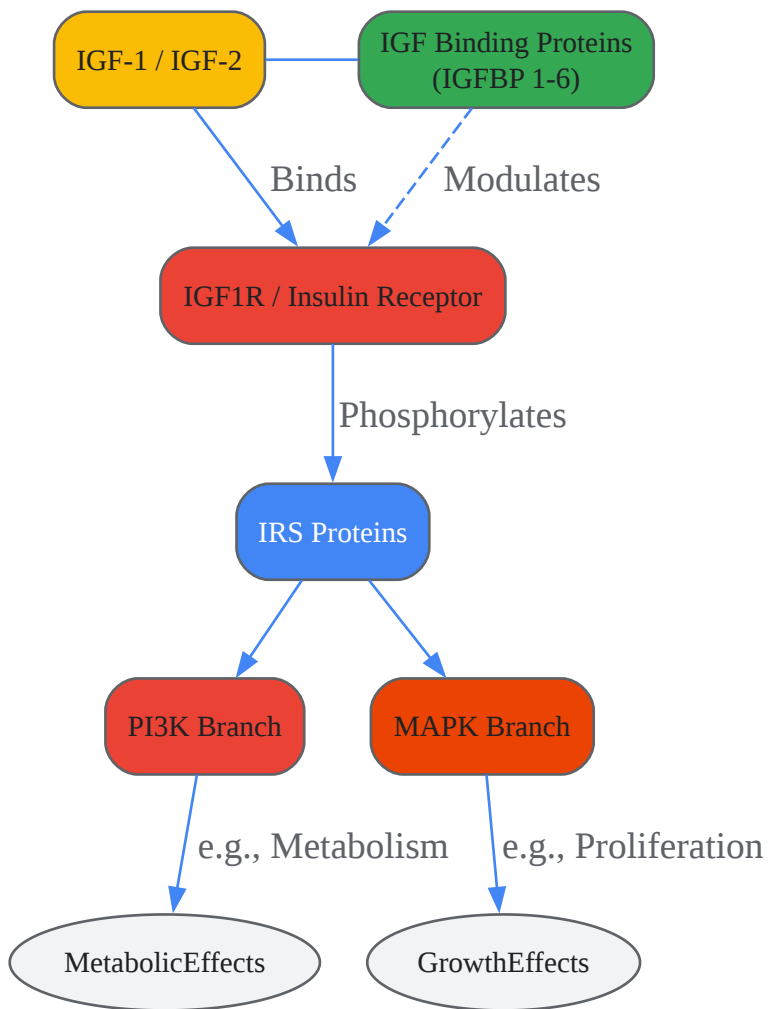 IGF-1 / IGF-2
IGF Binding Proteins
(IGFBP 1-6)
Binds
Modulates
IGF1R / Insulin Receptor
Phosphorylates
IRS Proteins
PI3K Branch
MAPK Branch
e.g., Metabolism
e.g., Proliferation
MetabolicEffects
GrowthEffects